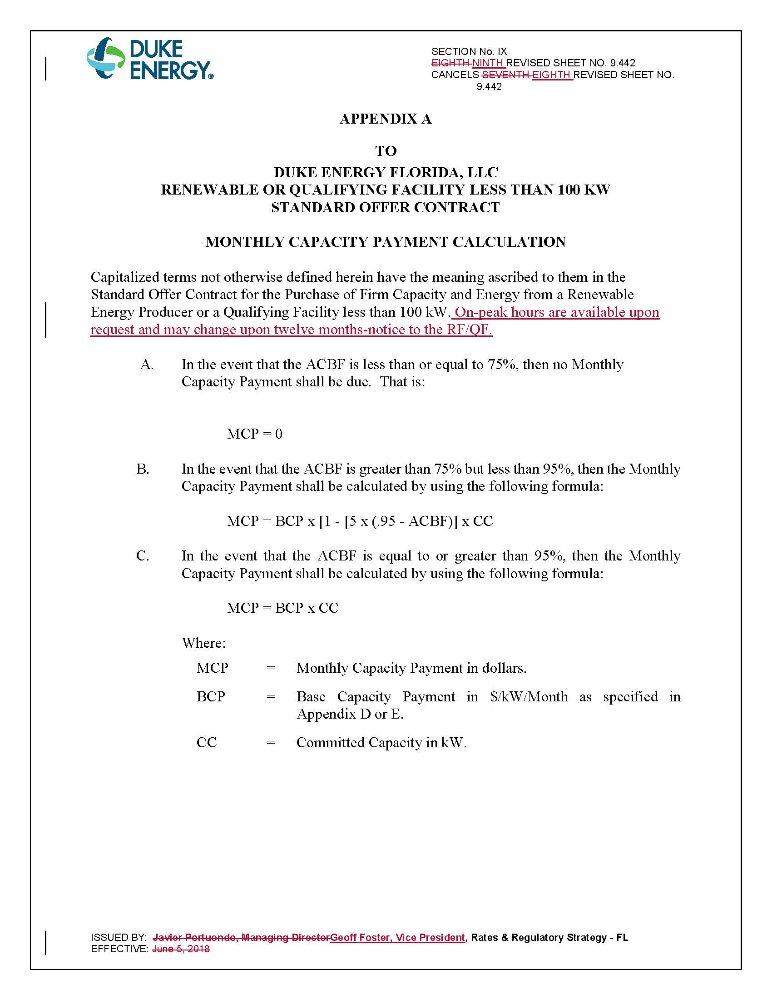 DUKE
ENERGY®
SECTION No. IX
EIGHTH NINTH REVISED SHEET NO. 9.442
CANCELS SEVENTH EIGHTH REVISED SHEET NO.
9.442
APPENDIX A
TO
DUKE ENERGY FLORIDA, LLC
RENEWABLE OR QUALIFYING FACILITY LESS THAN 100 KW
STANDARD OFFER CONTRACT
MONTHLY CAPACITY PAYMENT CALCULATION
Capitalized terms not otherwise defined herein have the meaning ascribed to them in the
Standard Offer Contract for the Purchase of Firm Capacity and Energy from a Renewable
Energy Producer or a Qualifying Facility less than 100 kW. On-peak hours are available upon
request and may change upon twelve months-notice to the RF/QF.
A. In the event that the ACBF is less than or equal to 75%, then no Monthly
Capacity Payment shall be due. That is:
MCP = 0
B. In the event that the ACBF is greater than 75% but less than 95%, then the Monthly
Capacity Payment shall be calculated by using the following formula:
MCP = BCP x [1 - [5 x (.95 - ACBF)] x CC
C. In the event that the ACBF is equal to or greater than 95%, then the Monthly
Capacity Payment shall be calculated by using the following formula:
MCP = BCP x CC
Where:
MCP = Monthly Capacity Payment in dollars.
BCP = Base Capacity Payment in $/kW/Month as specified in
Appendix D or E.
CC = Committed Capacity in kW.
ISSUED BY: Javier Portuondo, Managing DirectorGeoff Foster, Vice President, Rates & Regulatory Strategy - FL
EFFECTIVE: June 5, 2018